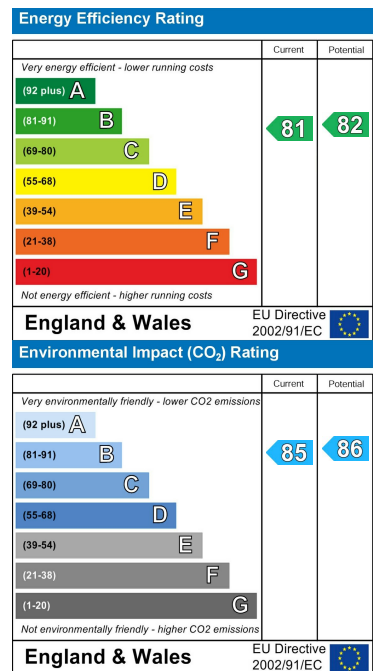 Energy Efficiency Rating
Current Potential
Very energy efficient - lower running costs
(92 plus) A
(81-91) B
81 82
(69-80) C
(55-68) D
(39-54) E
(21-38) F
(1-20) G
Not energy efficient - higher running costs
England & Wales
EU Directive
2002/91/EC
Environmental Impact (CO₂) Rating
Current Potential
Very environmentally friendly - lower CO2 emissions
(92 plus) A
(81-91) B
85 86
(69-80) C
(55-68) D
(39-54) E
(21-38) F
(1-20) G
Not environmentally friendly - higher CO2 emissions
England & Wales
EU Directive
2002/91/EC